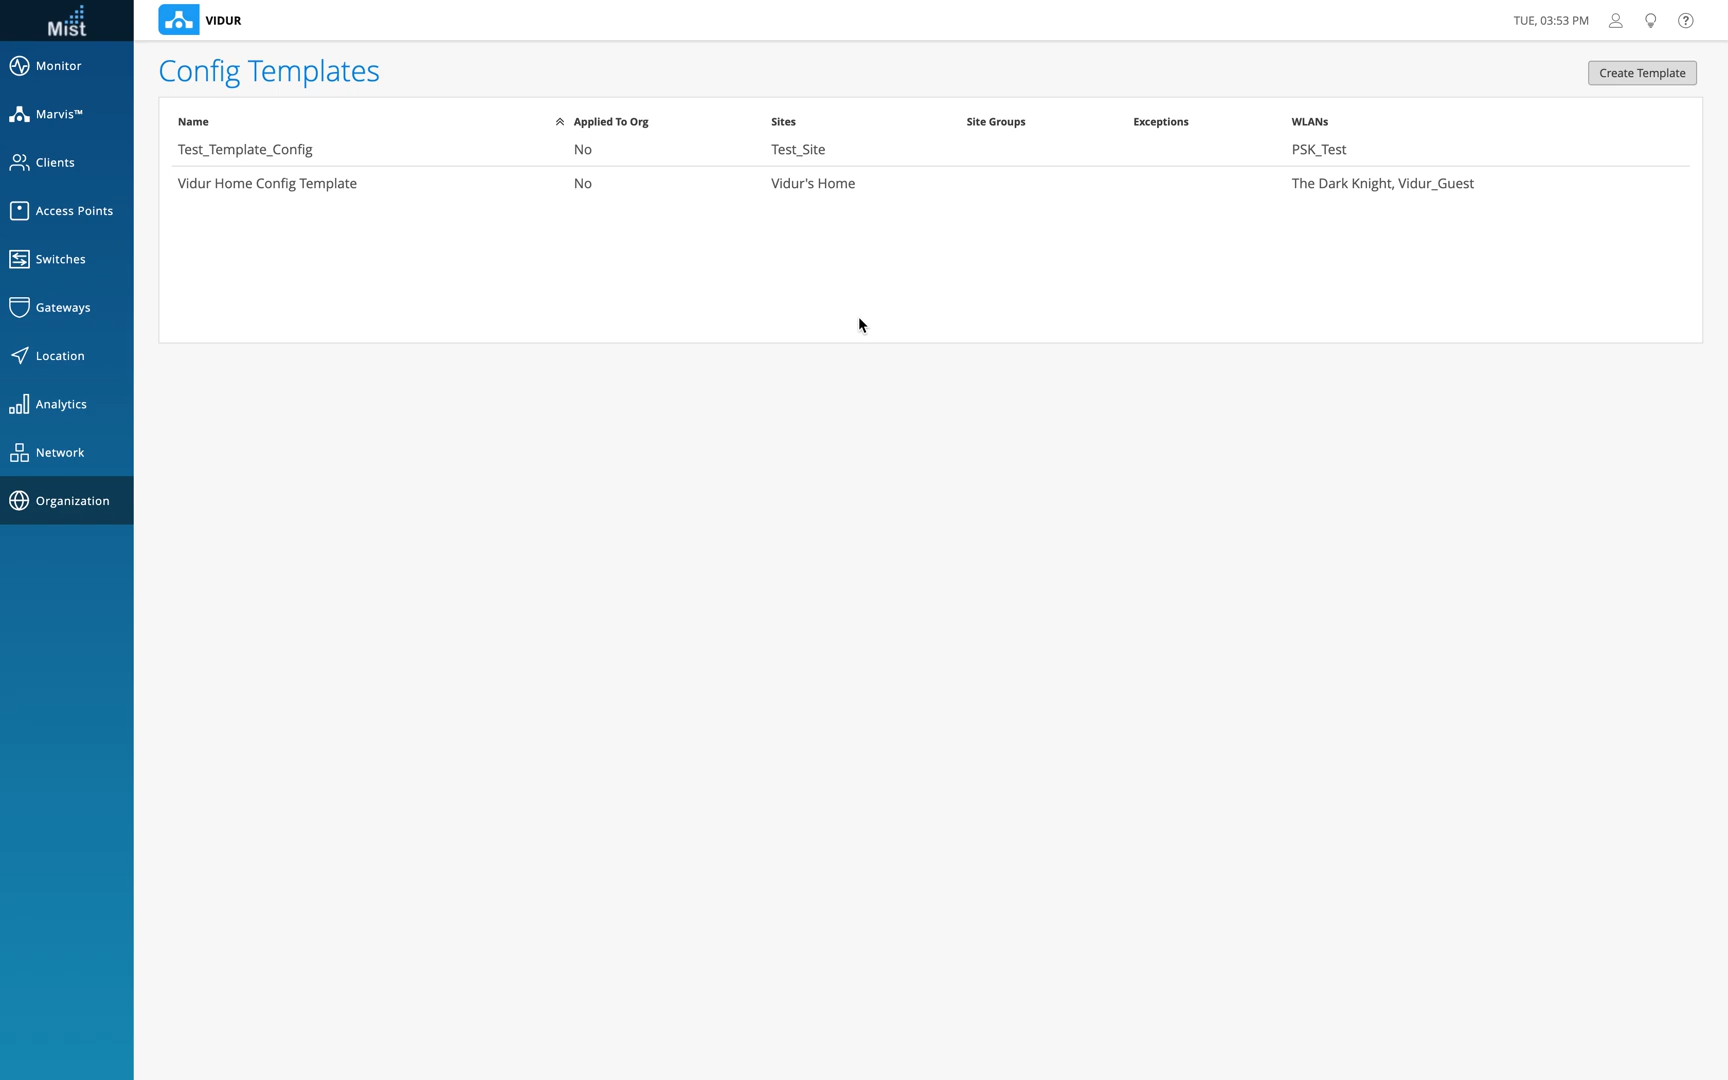 Mist
VIDUR
TUE, 03:53 PM
?
Monitor
Marvis™
Clients
Access Points
Switches
Gateways
Location
Analytics
Network
Organization
Config Templates
Create Template
Name Applied To Org Sites Site Groups Exceptions WLANs
Test_Template_Config No Test_Site PSK_Test
Vidur Home Config Template No Vidur's Home The Dark Knight, Vidur_Guest